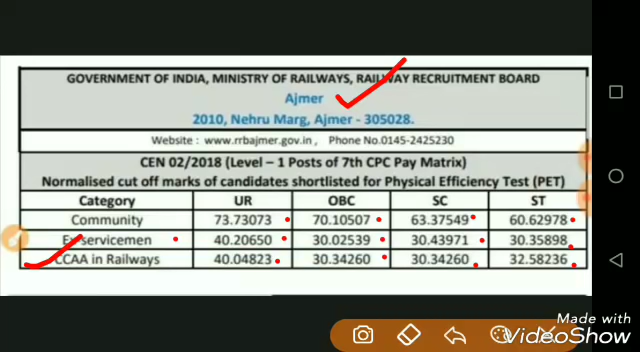 GOVERNMENT OF INDIA, MINISTRY OF RAILWAYS, RAILWAY RECRUITMENT BOARD
Ajmer
2010, Nehru Marg, Ajmer - 305028.
Website : www.rrbajmer.gov.in , Phone No.0145-2425230
CEN 02/2018 (Level – 1 Posts of 7th CPC Pay Matrix)
Normalised cut off marks of candidates shortlisted for Physical Efficiency Test (PET)
Category UR OBC SC ST
Community 73.73073 70.10507 63.37549 60.62978
Ex-servicemen 40.20650 30.02539 30.43971 30.35898
CCAA in Railways 40.04823 30.34260 30.34260 32.58236
Made with
VideoShow